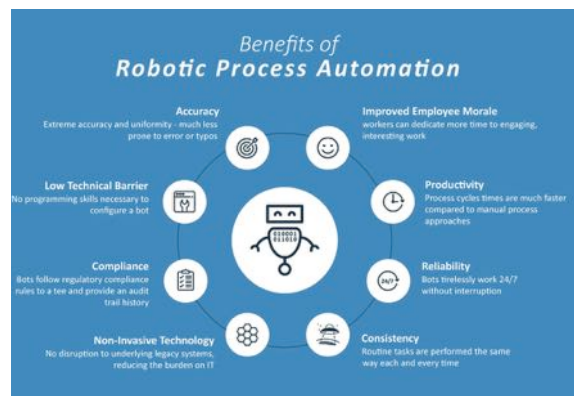 Benefits of
Robotic Process Automation
Accuracy
Extreme accuracy and uniformity - much less
prone to error or typos
Improved Employee Morale
workers can dedicate more time to engaging,
interesting work
Low Technical Barrier
No programming skills necessary to
configure a bot
Productivity
Process cycles times are much faster
compared to manual process
approaches
010001
011010
Compliance
Bots follow regulatory compliance
rules to a tee and provide an audit
trail history
24/7
Reliability
Bots tirelessly work 24/7
without interruption
Non-Invasive Technology
No disruption to underlying legacy systems,
reducing the burden on IT
Consistency
Routine tasks are performed the same
way each and every time